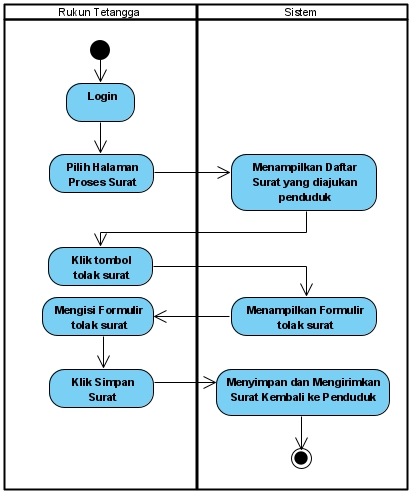 Rukun Tetangga
Sistem
Login
Pilih Halaman
Proses Surat
Menampilkan Daftar
Surat yang diajukan
penduduk
Klik tombol
tolak surat
Menampilkan Formulir
tolak surat
Mengisi Formulir
tolak surat
Klik Simpan
Surat
Menyimpan dan Mengirimkan
Surat Kembali ke Penduduk